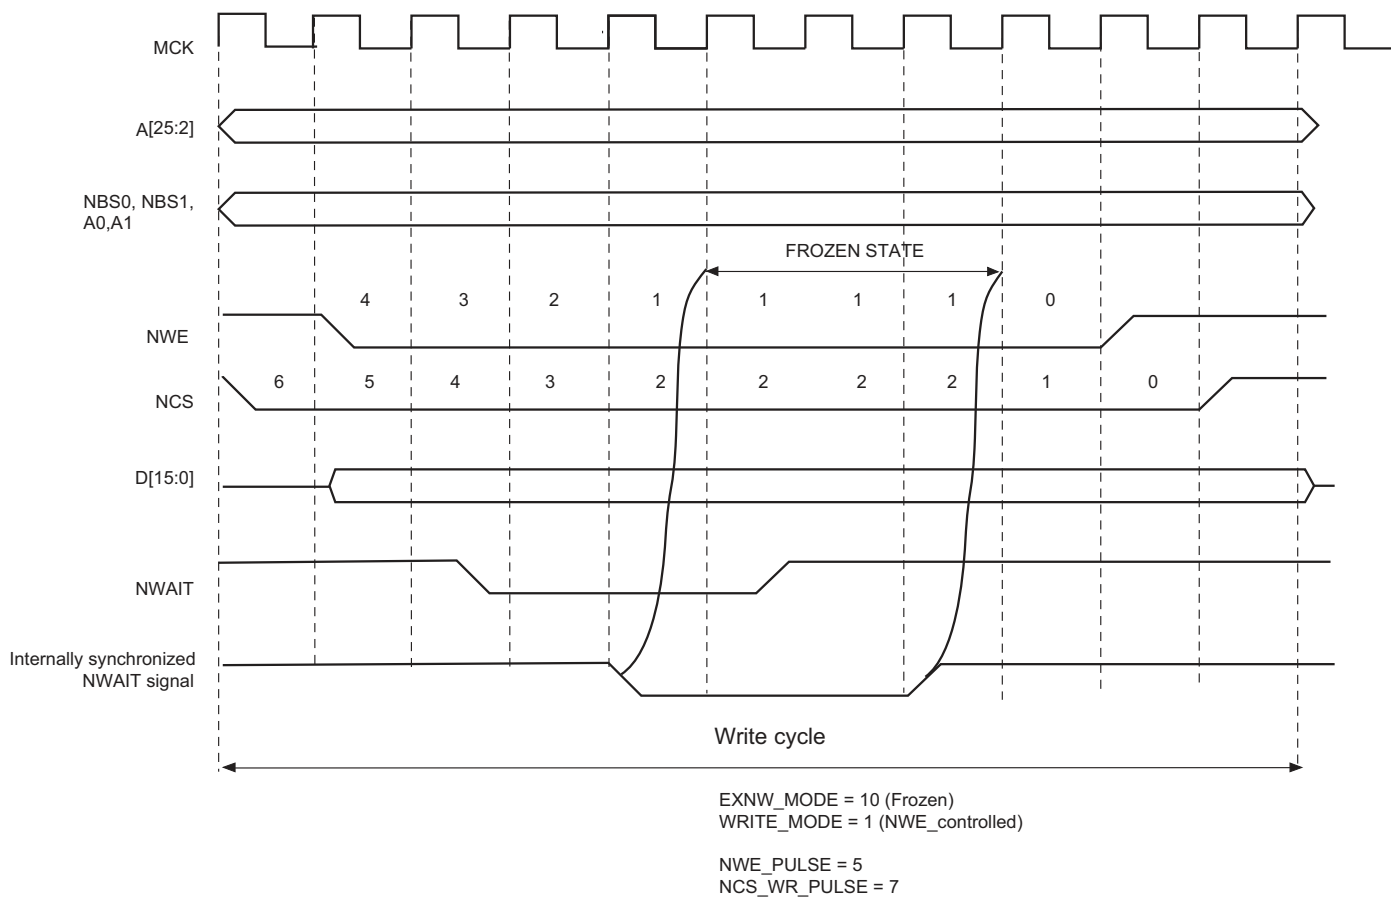 MCK
A[25:2]
NBS0, NBS1,
A0,A1
FROZEN STATE
4 3 2 1 1 1 1 0
NWE
6 5 4 3 2 2 2 2 1 0
NCS
D[15:0]
NWAIT
Internally synchronized
NWAIT signal
Write cycle
EXNW_MODE = 10 (Frozen)
WRITE_MODE = 1 (NWE_controlled)
NWE_PULSE = 5
NCS_WR_PULSE = 7